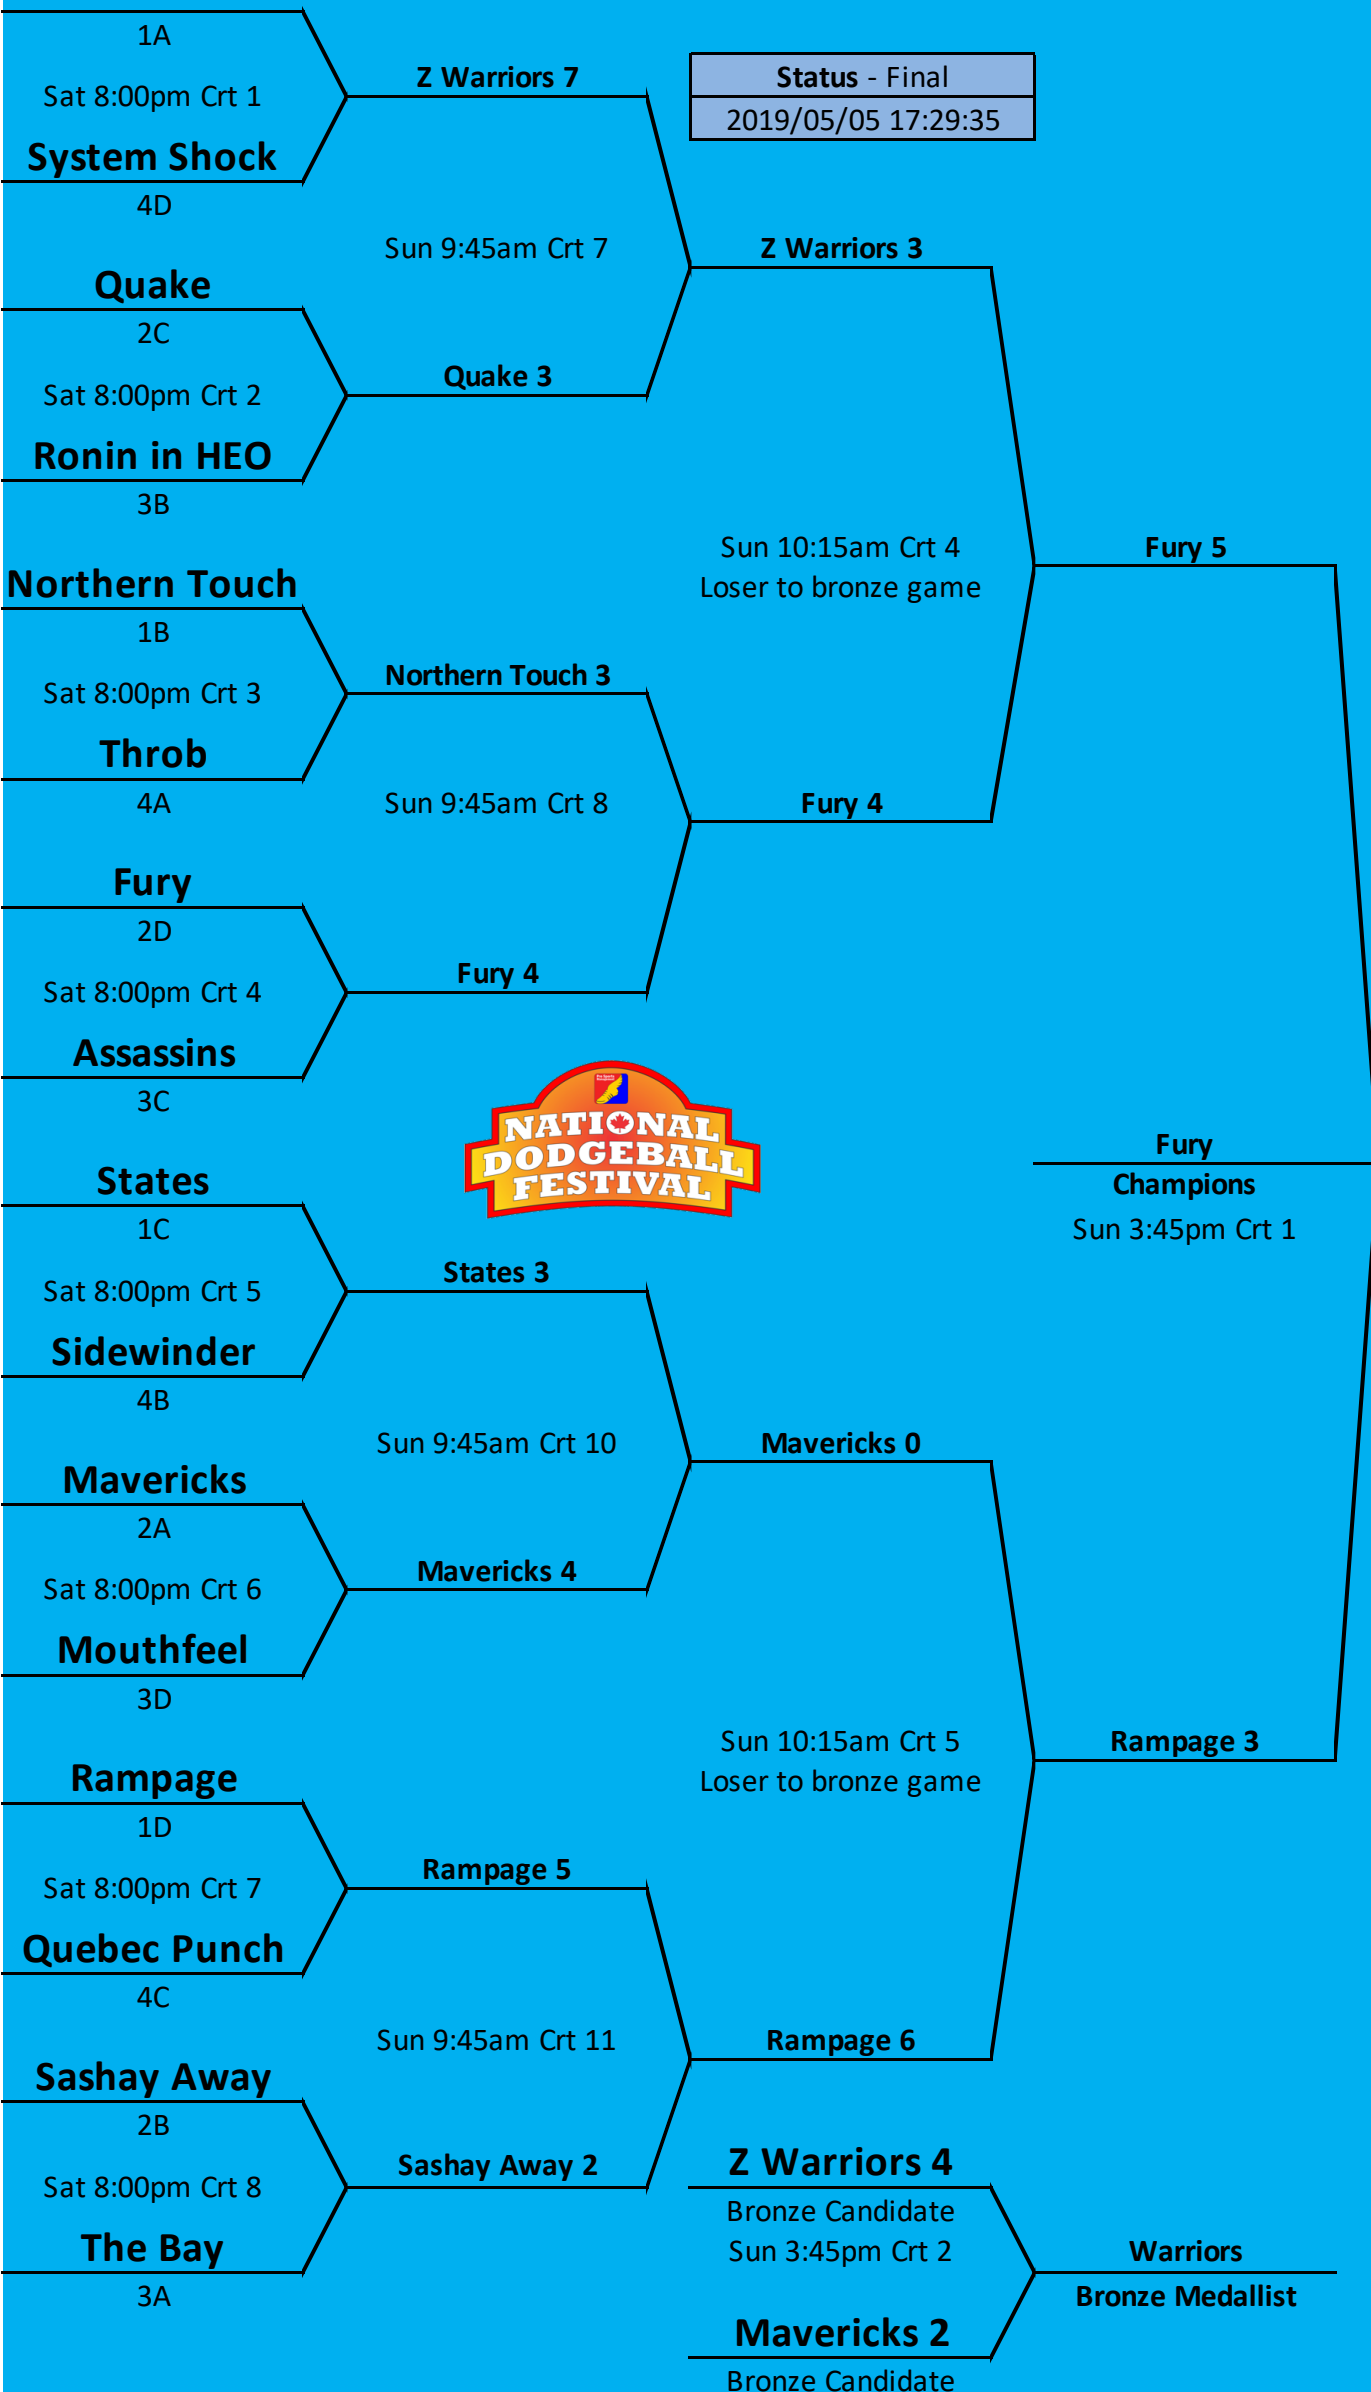 1A
Sat 8:00pm Crt 1
System Shock
4D
Quake
2C
Sat 8:00pm Crt 2
Ronin in HEO
3B
Northern Touch
1B
Sat 8:00pm Crt 3
Throb
4A
Fury
2D
Sat 8:00pm Crt 4
Assassins
3C
States
1C
Sat 8:00pm Crt 5
Sidewinder
4B
Mavericks
2A
Sat 8:00pm Crt 6
Mouthfeel
3D
Rampage
1D
Sat 8:00pm Crt 7
Quebec Punch
4C
Sashay Away
2B
Sat 8:00pm Crt 8
The Bay
3A
Z Warriors 7
Sun 9:45am Crt 7
Quake 3
Northern Touch 3
Sun 9:45am Crt 8
Fury 4
NATIONAL
DODGEBALL
FESTIVAL
States 3
Sun 9:45am Crt 10
Mavericks 4
Rampage 5
Sun 9:45am Crt 11
Sashay Away 2
Status - Final
2019/05/05 17:29:35
Z Warriors 3
Sun 10:15am Crt 4
Loser to bronze game
Fury 4
Mavericks 0
Sun 10:15am Crt 5
Loser to bronze game
Rampage 6
Z Warriors 4
Bronze Candidate
Sun 3:45pm Crt 2
Mavericks 2
Bronze Candidate
Fury 5
Fury
Champions
Sun 3:45pm Crt 1
Rampage 3
Warriors
Bronze Medallist